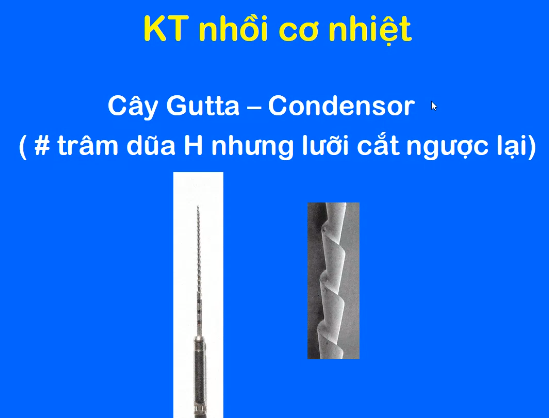 KT nhồi cơ nhiệt
Cây Gutta – Condensor
( # trâm dũa H nhưng lưỡi cắt ngược lại)